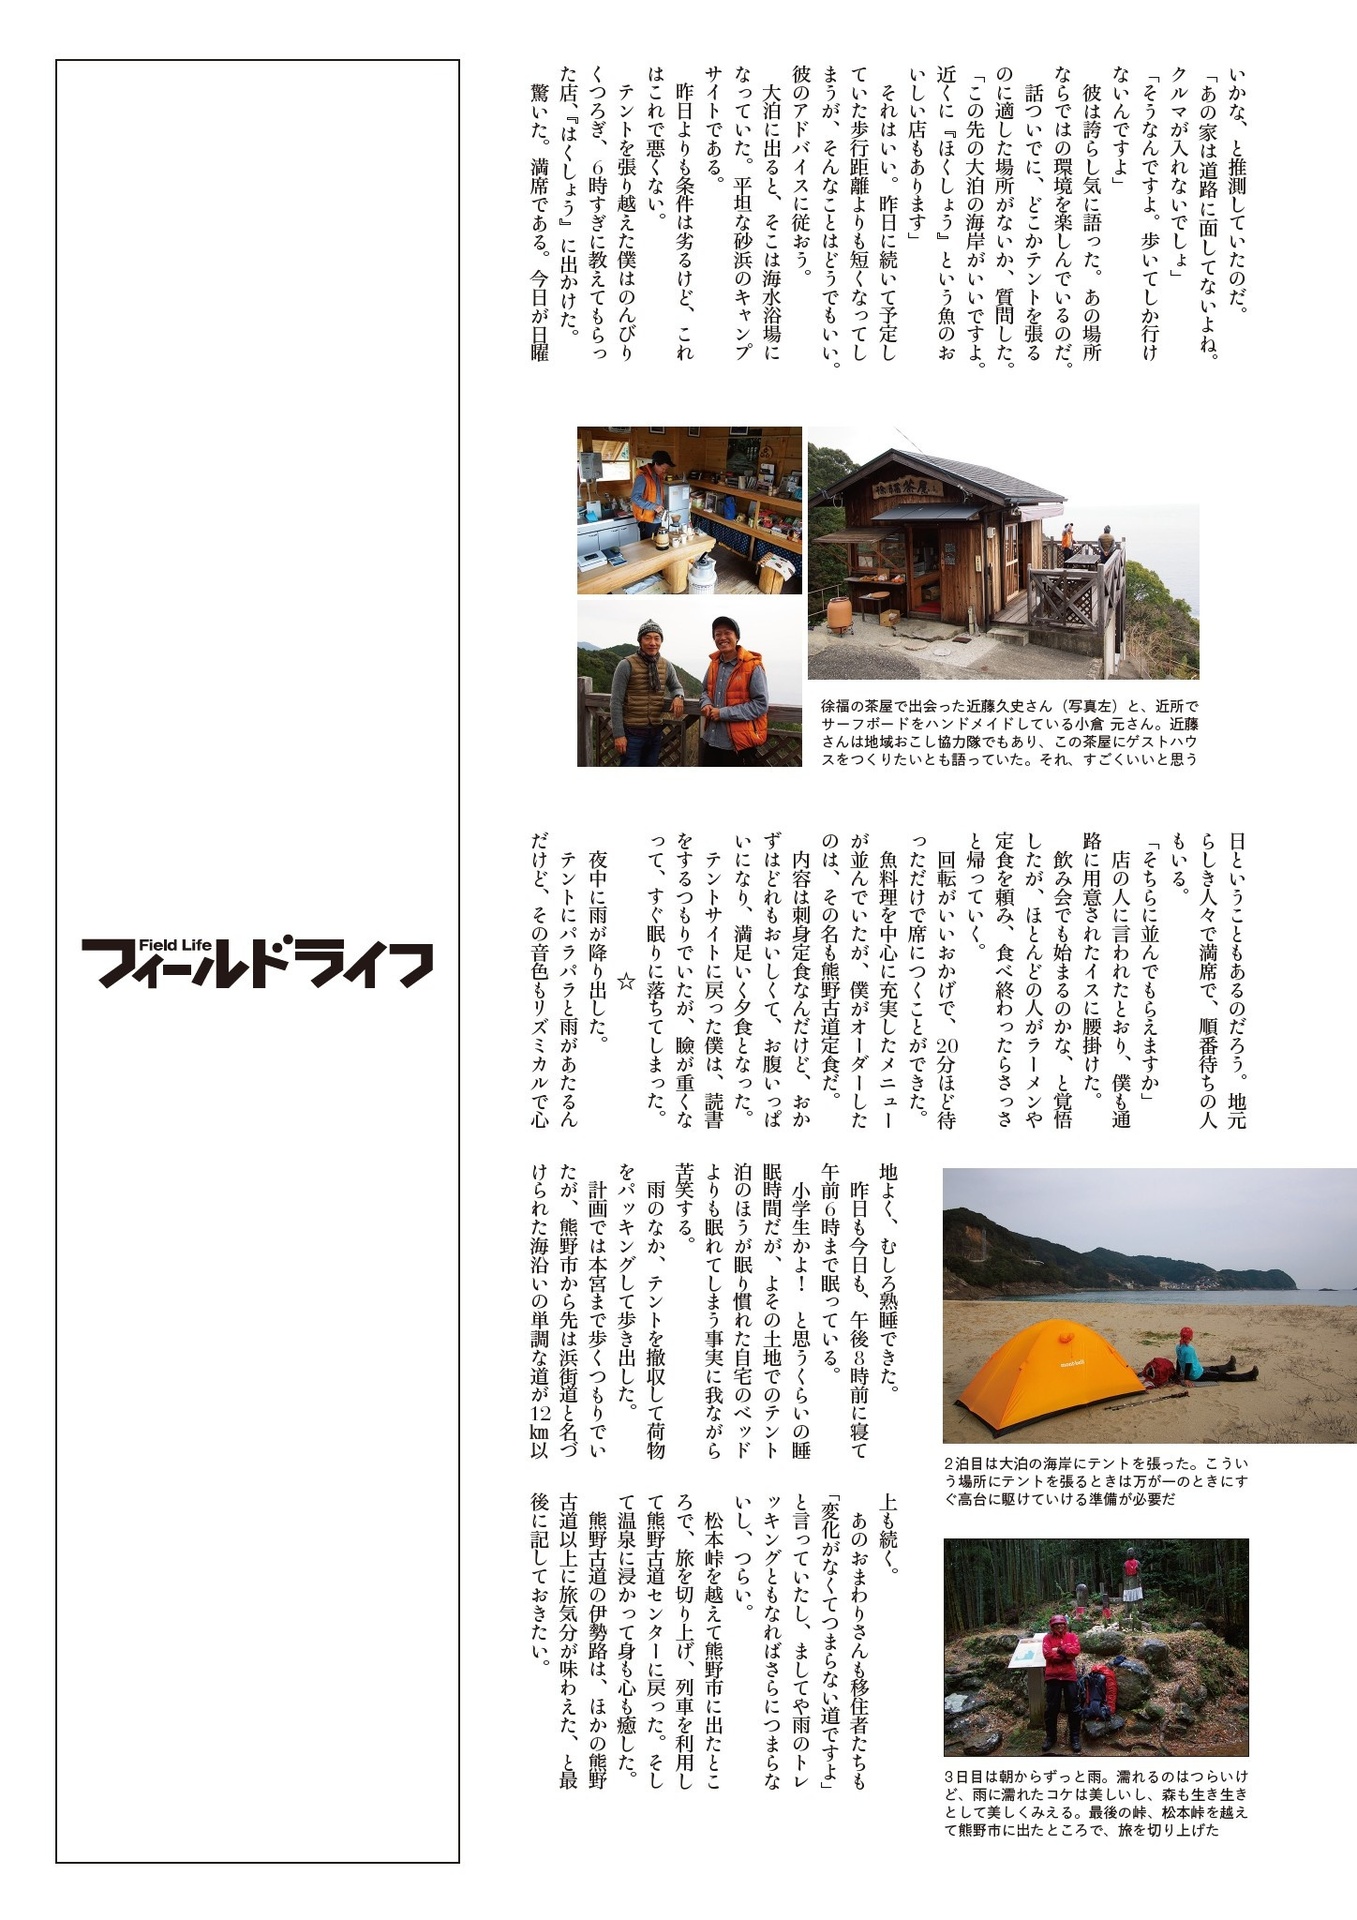 いかな、と推測していたのだ。
「あの家は道路に面してないよね。
クルマが入れないでしょ」
「そうなんですよ。歩いてしか行け
ないんですよ」
彼は誇らし気に語った。あの場所
ならではの環境を楽しんでいるのだ。
話ついでに、どこかテントを張る
のに適した場所がないか、質問した。
「この先の大泊の海岸がいいですよ。
近くに『ほくしょう』という魚のお
いしい店もあります」
それはいい。昨日に続いて予定し
ていた歩行距離よりも短くなってし
まうが、そんなことはどうでもいい。
彼のアドバイスに従おう。
大泊に出ると、そこは海水浴場に
なっていた。平坦な砂浜のキャンプ
サイトである。
昨日よりも条件は劣るけど、これ
はこれで悪くない。
テントを張り越えた僕はのんびり
くつろぎ、6時すぎに教えてもらっ
た店、『はくしょう』に出かけた。
驚いた。満席である。今日が日曜
徐福茶屋
徐福の茶屋で出会った近藤久史さん（写真左）と、近所で
サーフボードをハンドメイドしている小倉 元さん。近藤
さんは地域おこし協力隊でもあり、この茶屋にゲストハウ
スをつくりたいとも語っていた。それ、すごくいいと思う
日ということもあるのだろう。地元
らしき人々で満席で、順番待ちの人
もいる。
「そちらに並んでもらえますか」
店の人に言われたとおり、僕も通
路に用意されたイスに腰掛けた。
飲み会でも始まるのかな、と覚悟
したが、ほとんどの人がラーメンや
定食を頼み、食べ終わったらさっさ
と帰っていく。
回転がいいおかげで、20分ほど待
っただけで席につくことができた。
魚料理を中心に充実したメニュー
が並んでいたが、僕がオーダーした
のは、その名も熊野古道定食だ。
内容は刺身定食なんだけど、おか
ずはどれもおいしくて、お腹いっぱ
いになり、満足いく夕食となった。
テントサイトに戻った僕は、読書
をするつもりでいたが、瞼が重くな
って、すぐ眠りに落ちてしまった。
☆
夜中に雨が降り出した。
テントにパラパラと雨があたるん
だけど、その音色もリズミカルで心
地よく、むしろ熟睡できた。
昨日も今日も、午後8時前に寝て
午前6時まで眠っている。
小学生かよ！　と思うくらいの睡
眠時間だが、よその土地でのテント
泊のほうが眠り慣れた自宅のベッド
よりも眠れてしまう事実に我ながら
苦笑する。
雨のなか、テントを撤収して荷物
をパッキングして歩き出した。
計画では本宮まで歩くつもりでい
たが、熊野市から先は浜街道と名づ
けられた海沿いの単調な道が12km以
上も続く。
あのおまわりさんも移住者たちも
「変化がなくてつまらない道ですよ」
と言っていたし、ましてや雨のトレ
ッキングともなればさらにつまらな
いし、つらい。
松本峠を越えて熊野市に出たとこ
ろで、旅を切り上げ、列車を利用し
て熊野古道センターに戻った。そし
て温泉に浸かって身も心も癒した。
熊野古道の伊勢路は、ほかの熊野
古道以上に旅気分が味わえた、と最
後に記しておきたい。
montbell
2泊目は大泊の海岸にテントを張った。こうい
う場所にテントを張るときは万が一のときにす
ぐ高台に駆けていける準備が必要だ
3日目は朝からずっと雨。濡れるのはつらいけ
ど、雨に濡れたコケは美しいし、森も生き生き
として美しくみえる。最後の峠、松本峠を越え
て熊野市に出たところで、旅を切り上げた
Field Life
フィールドライフ